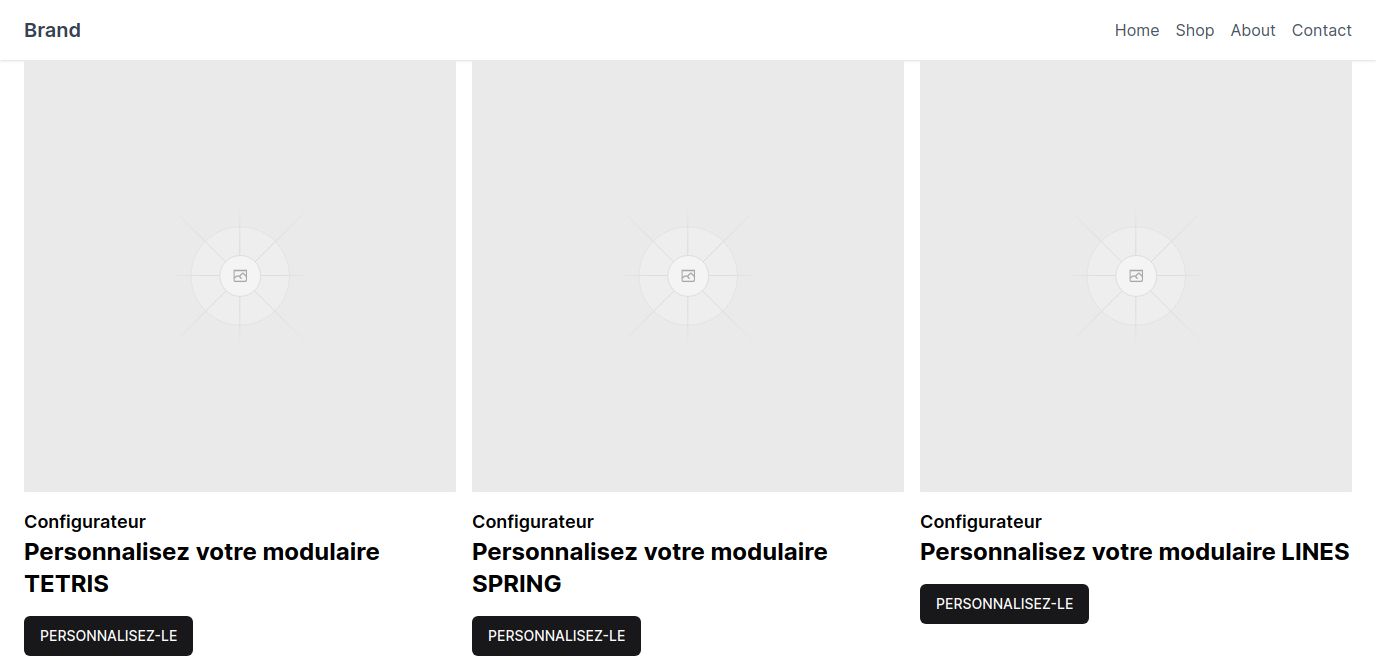 Brand
Home Shop About Contact
Configurateur
Personnalisez votre modulaire
TETRIS
PERSONNALISEZ-LE
Configurateur
Personnalisez votre modulaire
SPRING
PERSONNALISEZ-LE
Configurateur
Personnalisez votre modulaire LINES
PERSONNALISEZ-LE